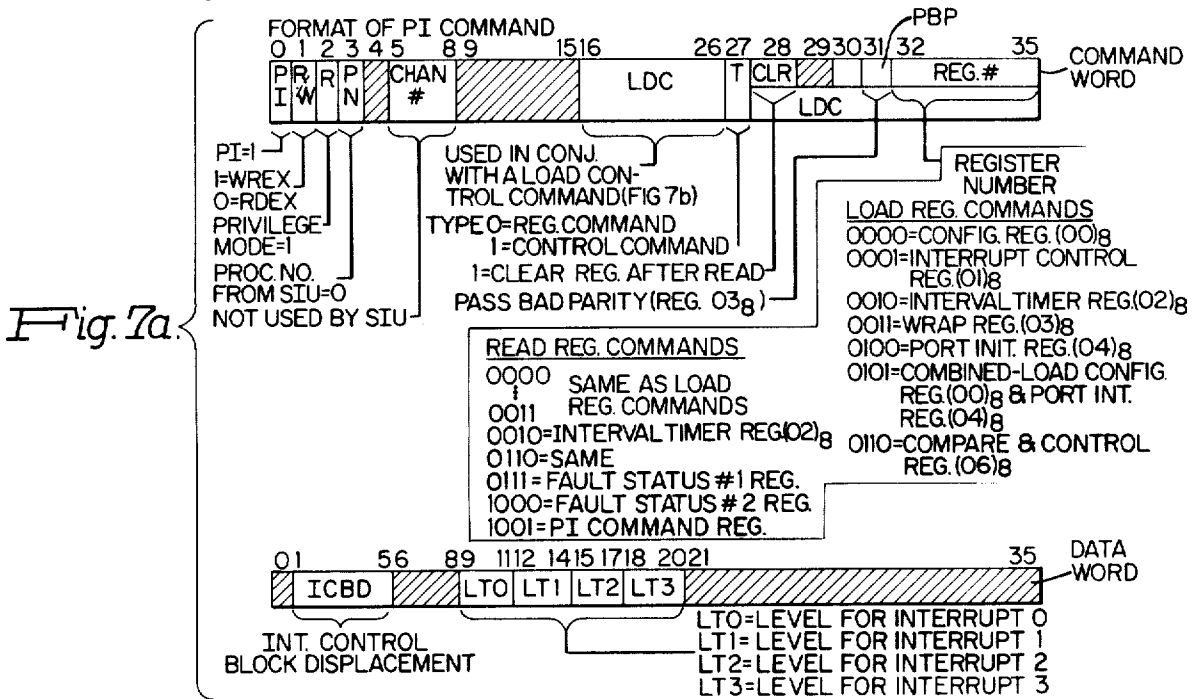 FORMAT OF PI COMMAND
PBP
0 1 2 3 4 5 8 9 1516 26 27 28 29 30 31 32 35
PI R/W R PN CHAN # LDC T CLR REG.#
COMMAND WORD
LDC
PI=1
1=WREX
0=RDEX
PRIVILEGE
MODE=1
PROC. NO.
FROM SIU=0
NOT USED BY SIU
USED IN CONJ.
WITH A LOAD CON-
TROL COMMAND(FIG 7b)
TYPE 0=REG. COMMAND
1=CONTROL COMMAND
1=CLEAR REG. AFTER READ
PASS BAD PARITY (REG. 03₈)
REGISTER
NUMBER
LOAD REG. COMMANDS
0000=CONFIG. REG.(00)₈
0001=INTERRUPT CONTROL
REG.(01)₈
0010=INTERVAL TIMER REG.(02)₈
0011=WRAP REG.(03)₈
0100=PORT INIT. REG.(04)₈
0101=COMBINED-LOAD CONFIG.
REG.(00)₈ & PORT INT.
REG.(04)₈
0110=COMPARE & CONTROL
REG.(06)₈
Fig. 7a.
READ REG. COMMANDS
0000
SAME AS LOAD
0011 REG. COMMANDS
0010=INTERVAL TIMER REG(02)₈
0110=SAME
0111=FAULT STATUS #1 REG.
1000=FAULT STATUS #2 REG.
1001=PI COMMAND REG.
0 1 5 6 8 9 11 12 14 15 17 18 20 21 35
ICBD LT0 LT1 LT2 LT3
DATA
WORD
INT. CONTROL
BLOCK DISPLACEMENT
LT0=LEVEL FOR INTERRUPT 0
LT1=LEVEL FOR INTERRUPT 1
LT2=LEVEL FOR INTERRUPT 2
LT3=LEVEL FOR INTERRUPT 3